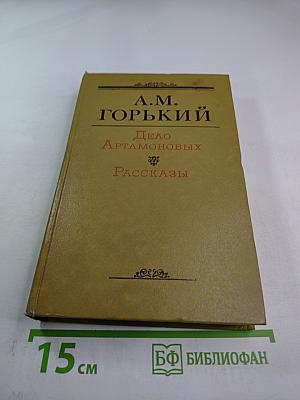 А.М.
ГОРЬКИЙ
Дело
Артамоновых
Рассказы
15 см
БФ БИБЛИОФАН